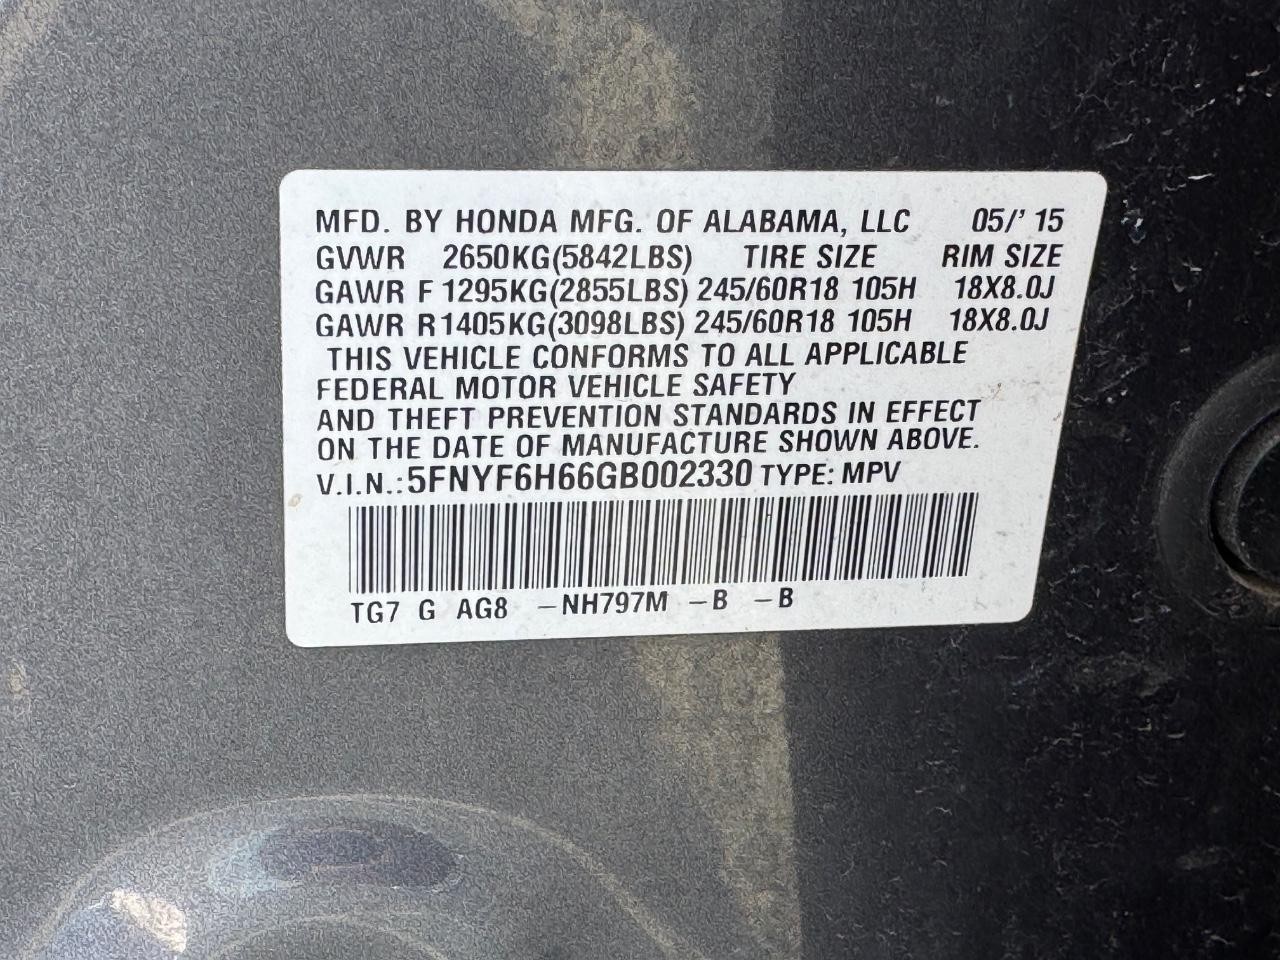 MFD. BY HONDA MFG. OF ALABAMA, LLC 05/' 15
GVWR 2650KG(5842LBS) TIRE SIZE RIM SIZE
GAWR F 1295KG(2855LBS) 245/60R18 105H 18X8.0J
GAWR R1405KG(3098LBS) 245/60R18 105H 18X8.0J
THIS VEHICLE CONFORMS TO ALL APPLICABLE
FEDERAL MOTOR VEHICLE SAFETY
AND THEFT PREVENTION STANDARDS IN EFFECT
ON THE DATE OF MANUFACTURE SHOWN ABOVE.
V.I.N.:5FNYF6H66GB002330 TYPE: MPV
TG7 G AG8 -NH797M -B -B